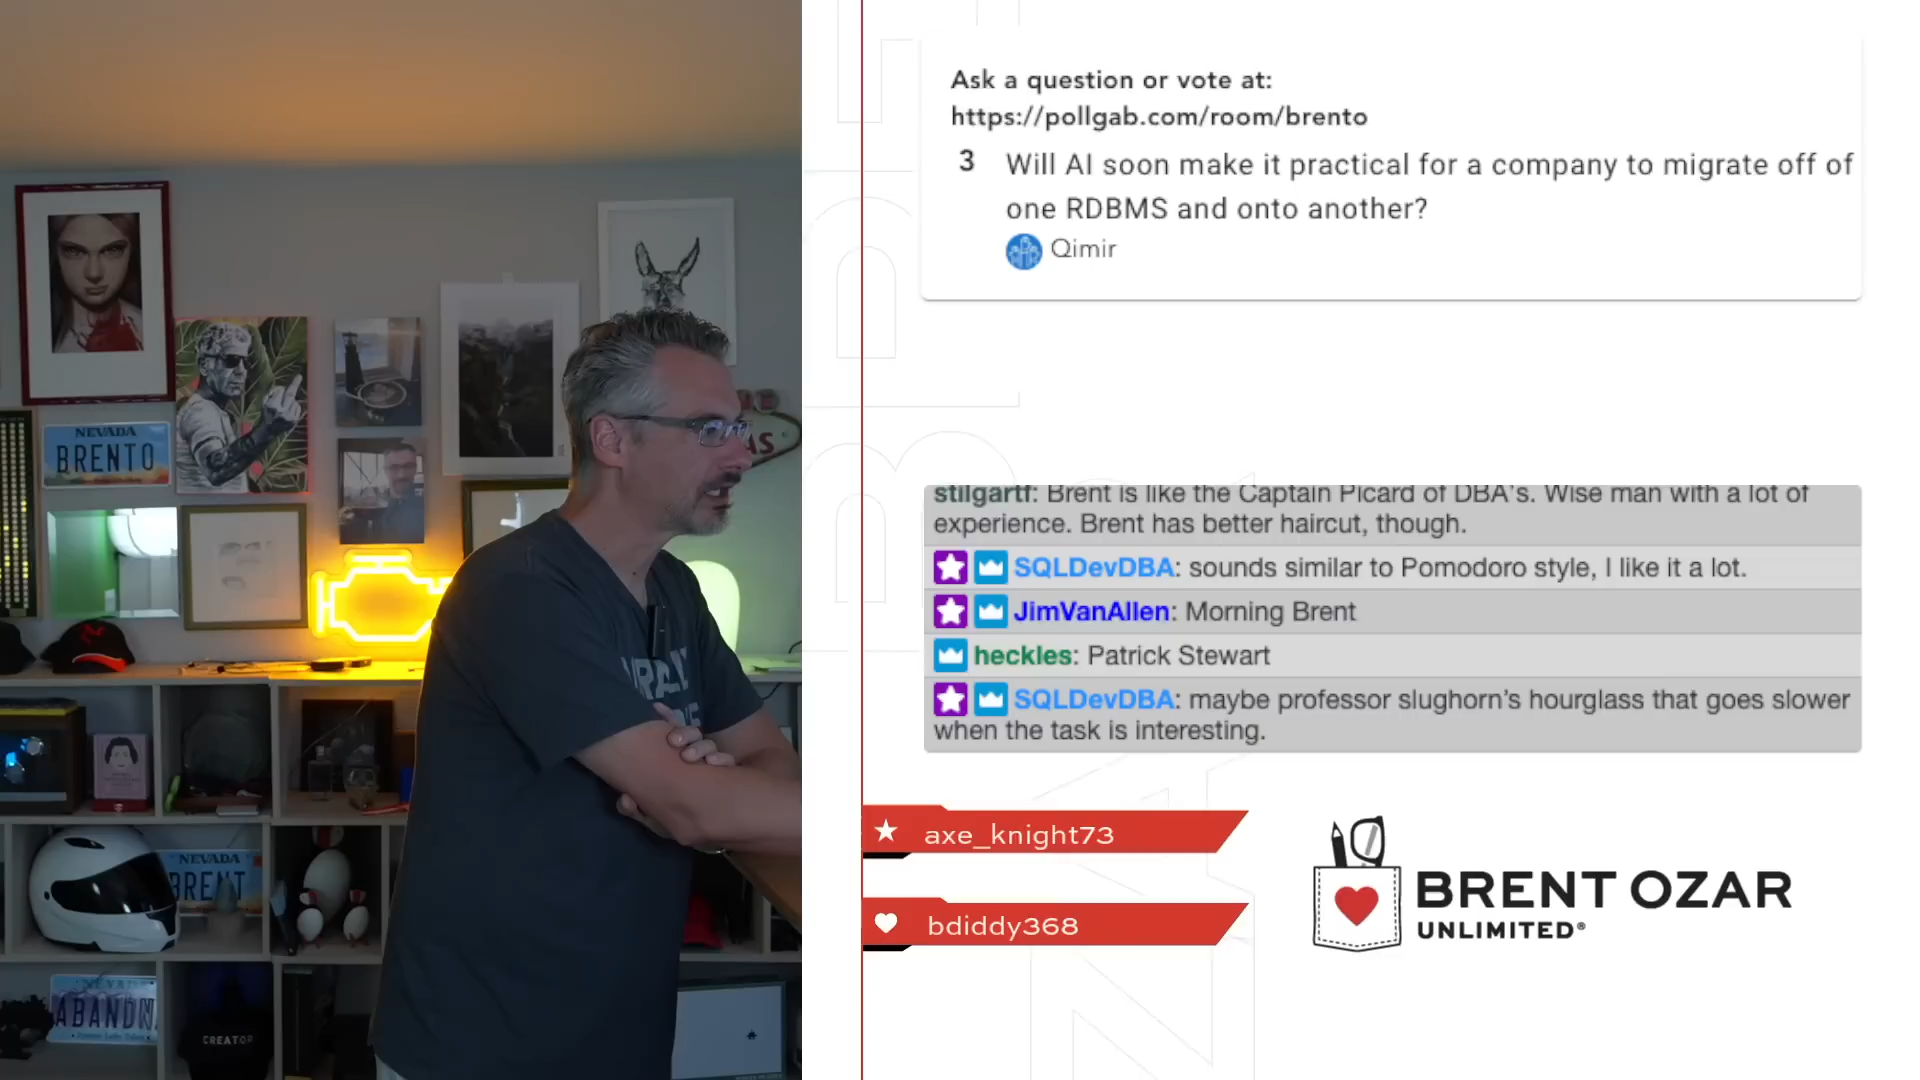 Ask a question or vote at:
https://pollgab.com/room/brento
3 Will AI soon make it practical for a company to migrate off of
one RDBMS and onto another?
Qimir
stilgartf: Brent is like the Captain Picard of DBA's. Wise man with a lot of
experience. Brent has better haircut, though.
SQLDevDBA: sounds similar to Pomodoro style, I like it a lot.
JimVanAllen: Morning Brent
heckles: Patrick Stewart
SQLDevDBA: maybe professor slughorn's hourglass that goes slower
when the task is interesting.
axe_knight73
bdiddy368
BRENT OZAR
UNLIMITED®
NEVADA
BRENTO
AS
NEVADA
BRENT
NEVADA
ABANDN
CREATOR